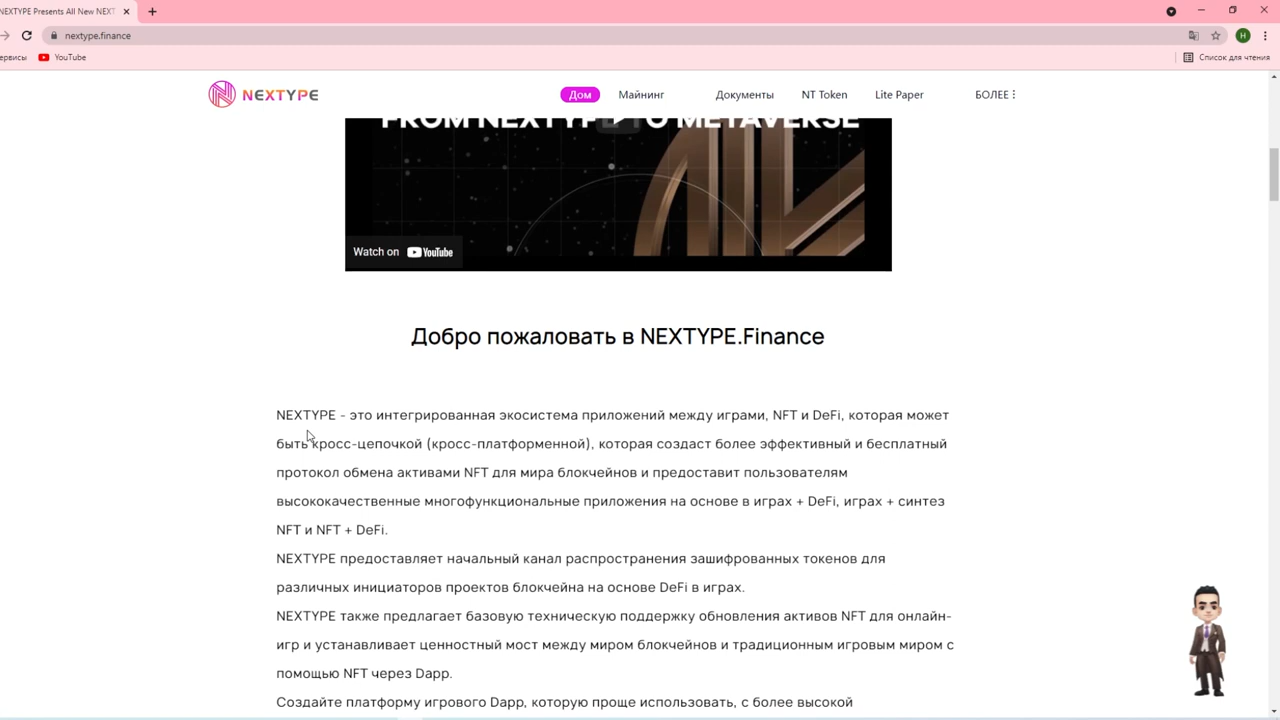 NEXTYPE Presents All New NEXT
nextype.finance
H
ервисы
YouTube
Список для чтения
NEXTYPE
Дом
Майнинг
Документы
NT Token
Lite Paper
БОЛЕЕ
FROM NEXTYPE TO METAVERSE
Watch on YouTube
Добро пожаловать в NEXTYPE.Finance
NEXTYPE - это интегрированная экосистема приложений между играми, NFT и DeFi, которая может
быть кросс-цепочкой (кросс-платформенной), которая создаст более эффективный и бесплатный
протокол обмена активами NFT для мира блокчейнов и предоставит пользователям
высококачественные многофункциональные приложения на основе в играх + DeFi, играх + синтез
NFT и NFT + DeFi.
NEXTYPE предоставляет начальный канал распространения зашифрованных токенов для
различных инициаторов проектов блокчейна на основе DeFi в играх.
NEXTYPE также предлагает базовую техническую поддержку обновления активов NFT для онлайн-
игр и устанавливает ценностный мост между миром блокчейнов и традиционным игровым миром с
помощью NFT через Dapp.
Создайте платформу игрового Dapp, которую проще использовать, с более высокой